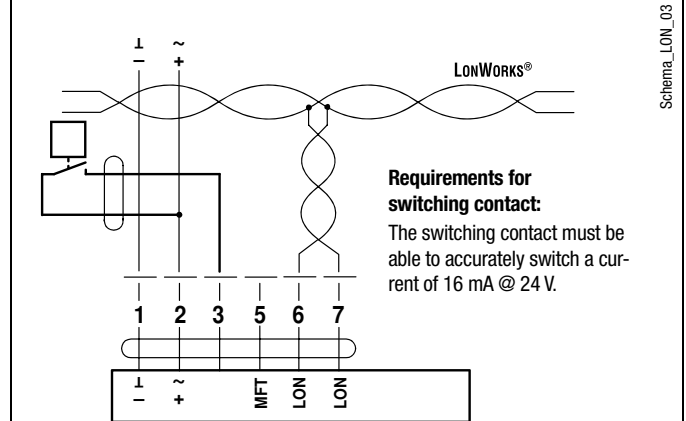 Schema_LON_03
⊥ ~
– +
LONWORKS®
Requirements for
switching contact:
The switching contact must be
able to accurately switch a cur-
rent of 16 mA @ 24 V.
1 2 3 5 6 7
⊥ ~ MFT LON LON
– +